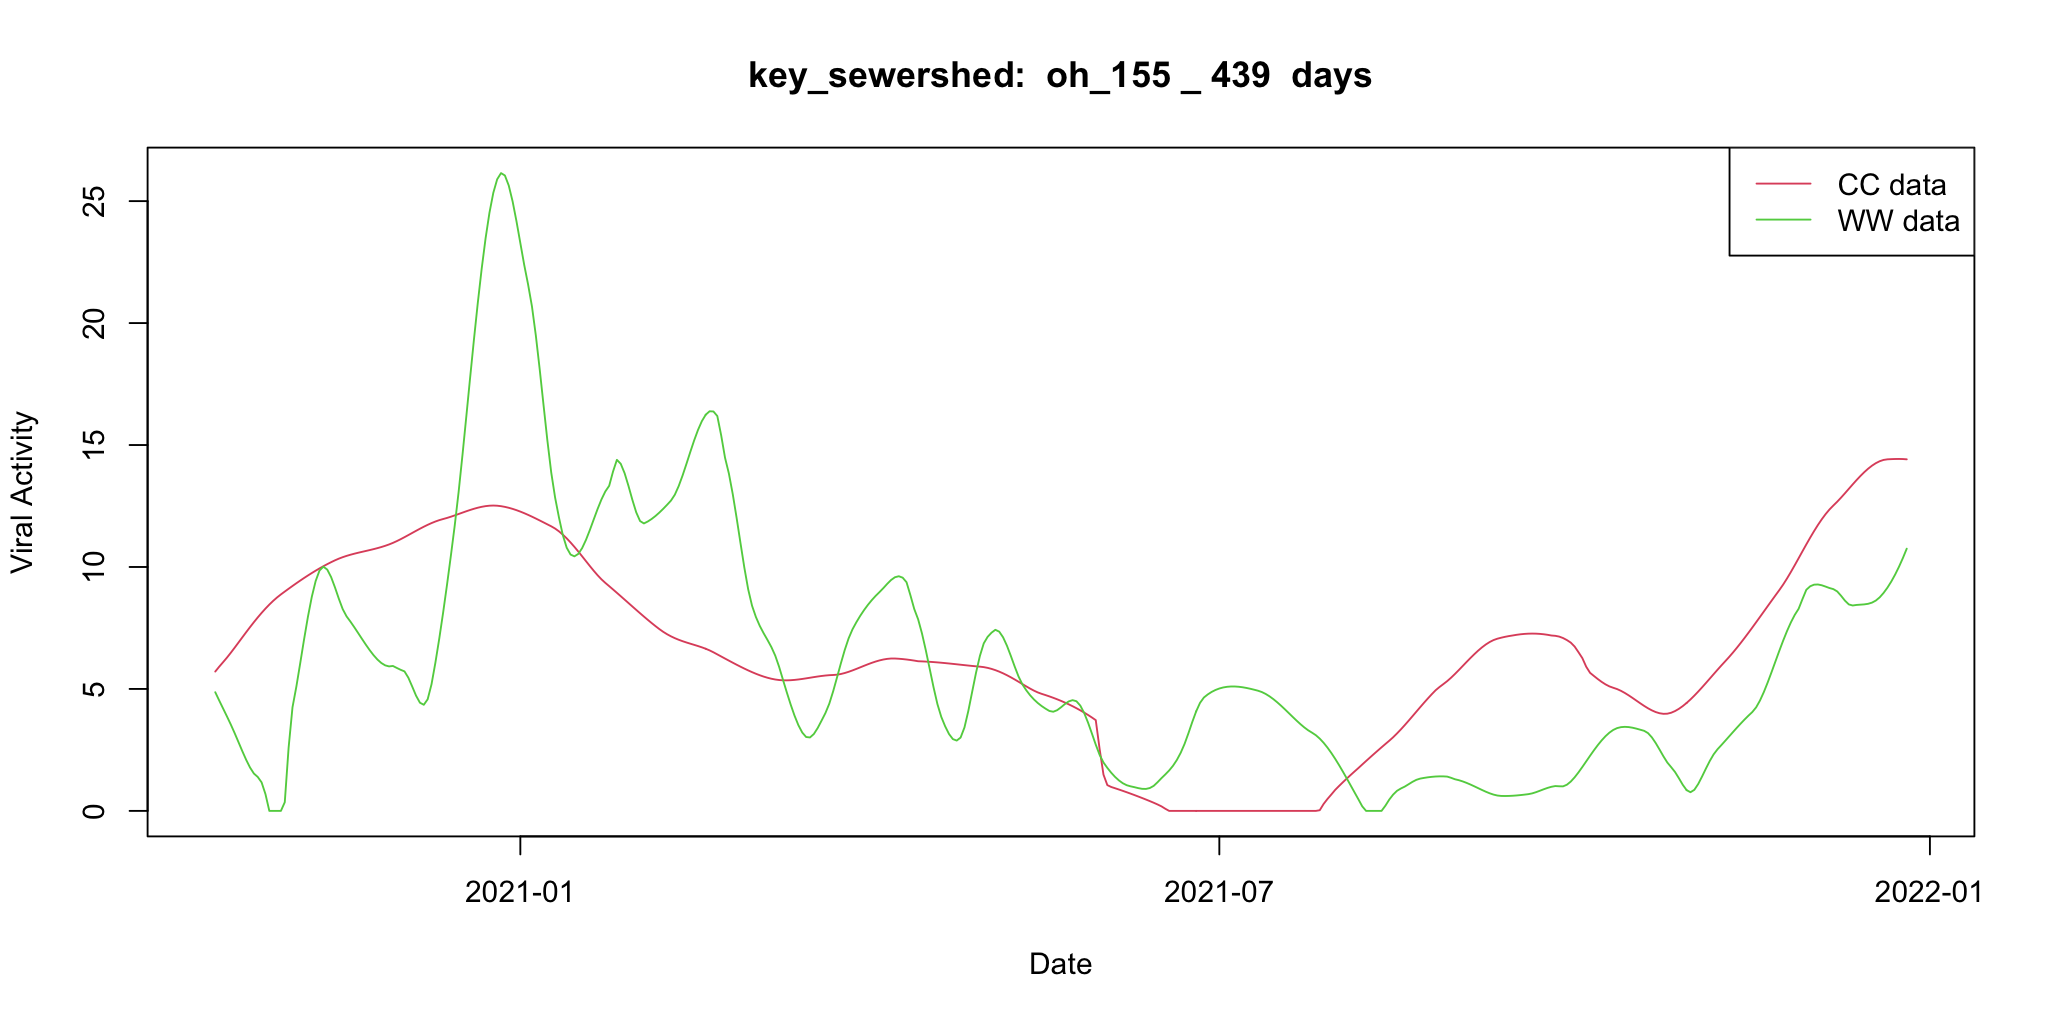 key_sewershed: oh_155 _ 439 days
CC data
WW data
25
20
15
10
5
0
Viral Activity
2021-01
2021-07
2022-01
Date